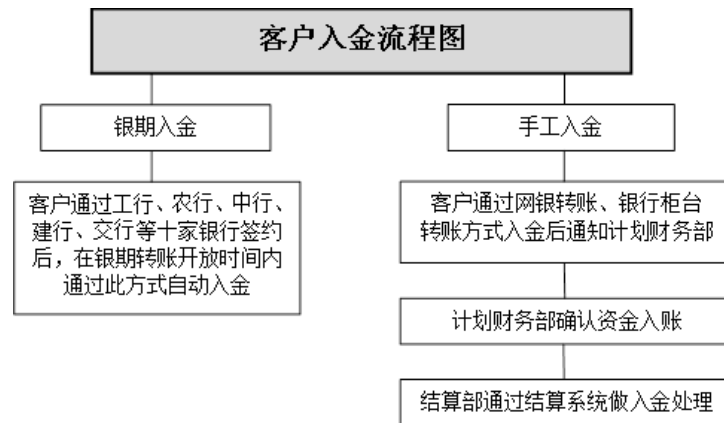 客户入金流程图
银期入金
手工入金
客户通过工行、农行、中行、
建行、交行等十家银行签约
后，在银期转账开放时间内
通过此方式自动入金
客户通过网银转账、银行柜台
转账方式入金后通知计划财务部
计划财务部确认资金入账
结算部通过结算系统做入金处理